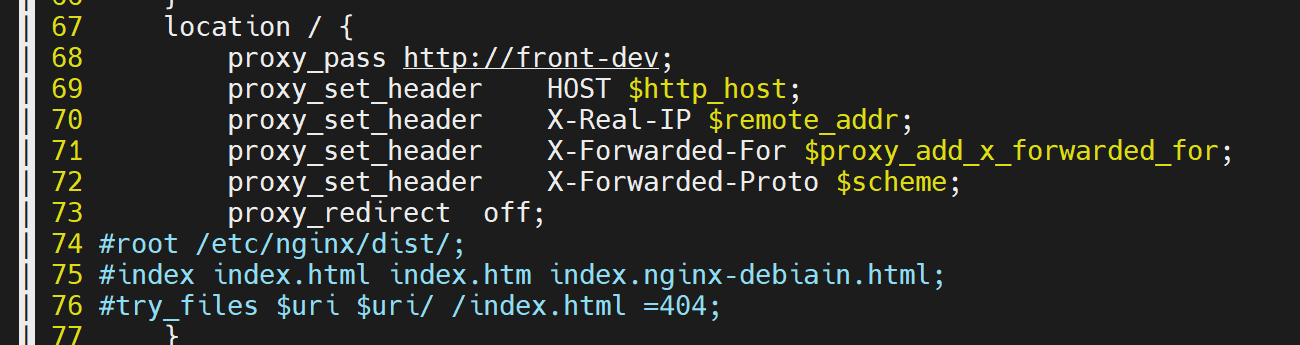 66 }
67 location / {
68 proxy_pass http://front-dev;
69 proxy_set_header HOST $http_host;
70 proxy_set_header X-Real-IP $remote_addr;
71 proxy_set_header X-Forwarded-For $proxy_add_x_forwarded_for;
72 proxy_set_header X-Forwarded-Proto $scheme;
73 proxy_redirect off;
74 #root /etc/nginx/dist/;
75 #index index.html index.htm index.nginx-debiain.html;
76 #try_files $uri $uri/ /index.html =404;
77 }